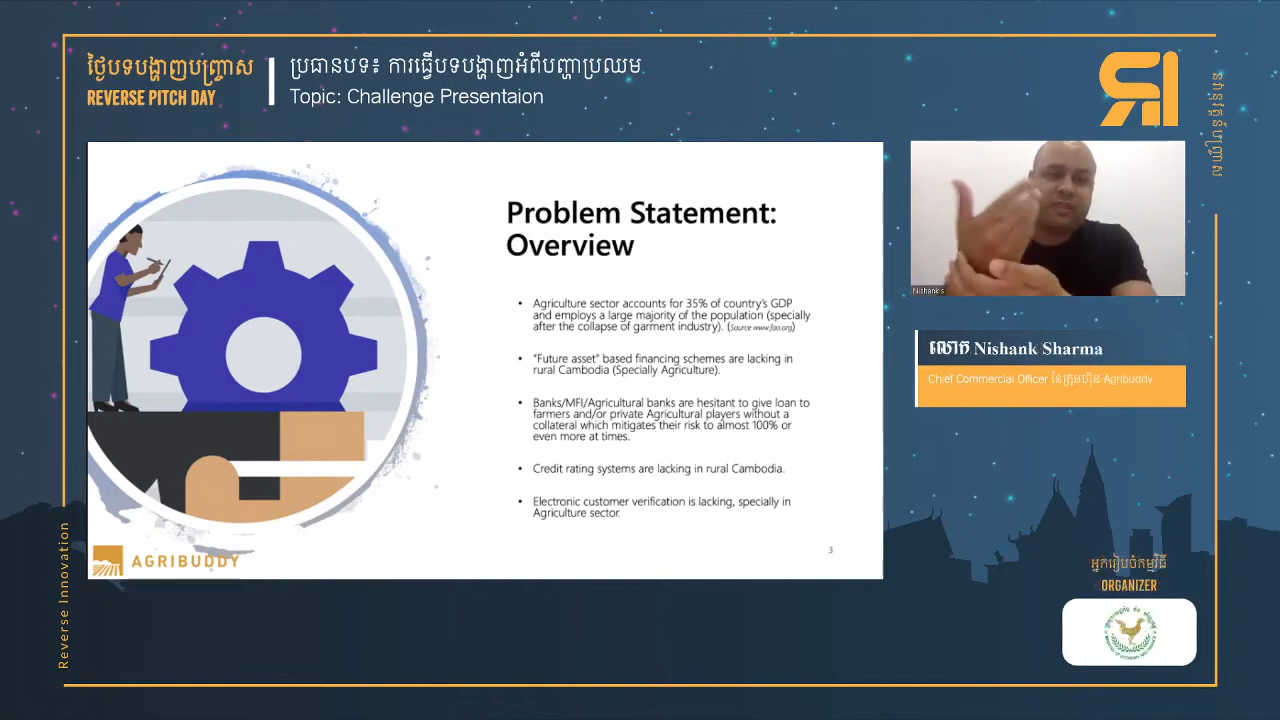 ថ្ងៃបទបង្ហាញបញ្ច្រាស
REVERSE PITCH DAY
ប្រធានបទ៖ ការធ្វើបទបង្ហាញអំពីបញ្ហាប្រឈម
Topic: Challenge Presentaion
Problem Statement:
Overview
• Agriculture sector accounts for 35% of country's GDP
and employs a large majority of the population (specially
after the collapse of garment industry). (Source www.fao.org)
• "Future asset" based financing schemes are lacking in
rural Cambodia (Specially Agriculture).
• Banks/MFI/Agricultural banks are hesitant to give loan to
farmers and/or private Agricultural players without a
collateral which mitigates their risk to almost 100% or
even more at times.
• Credit rating systems are lacking in rural Cambodia.
• Electronic customer verification is lacking, specially in
Agriculture sector.
3
AGRIBUDDY
Nishank s
លោក Nishank Sharma
Chief Commercial Officer នៃក្រុមហ៊ុន Agribuddy
Reverse Innovation
អ្នករៀបចំកម្មវិធី
ORGANIZER